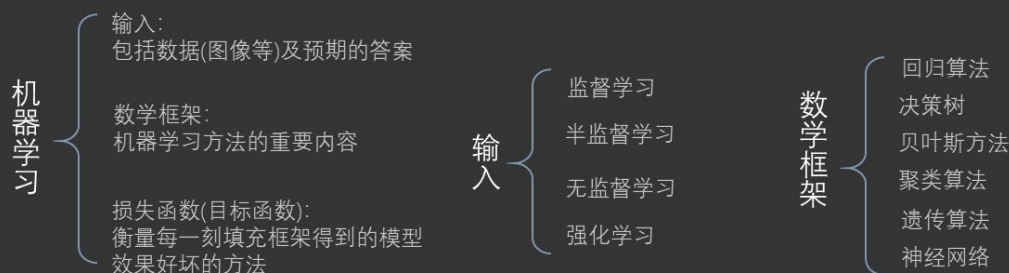 机器学习
输入:
包括数据(图像等)及预期的答案
数学框架:
机器学习方法的重要内容
损失函数(目标函数):
衡量每一刻填充框架得到的模型
效果好坏的方法
输入
监督学习
半监督学习
无监督学习
强化学习
数学框架
回归算法
决策树
贝叶斯方法
聚类算法
遗传算法
神经网络